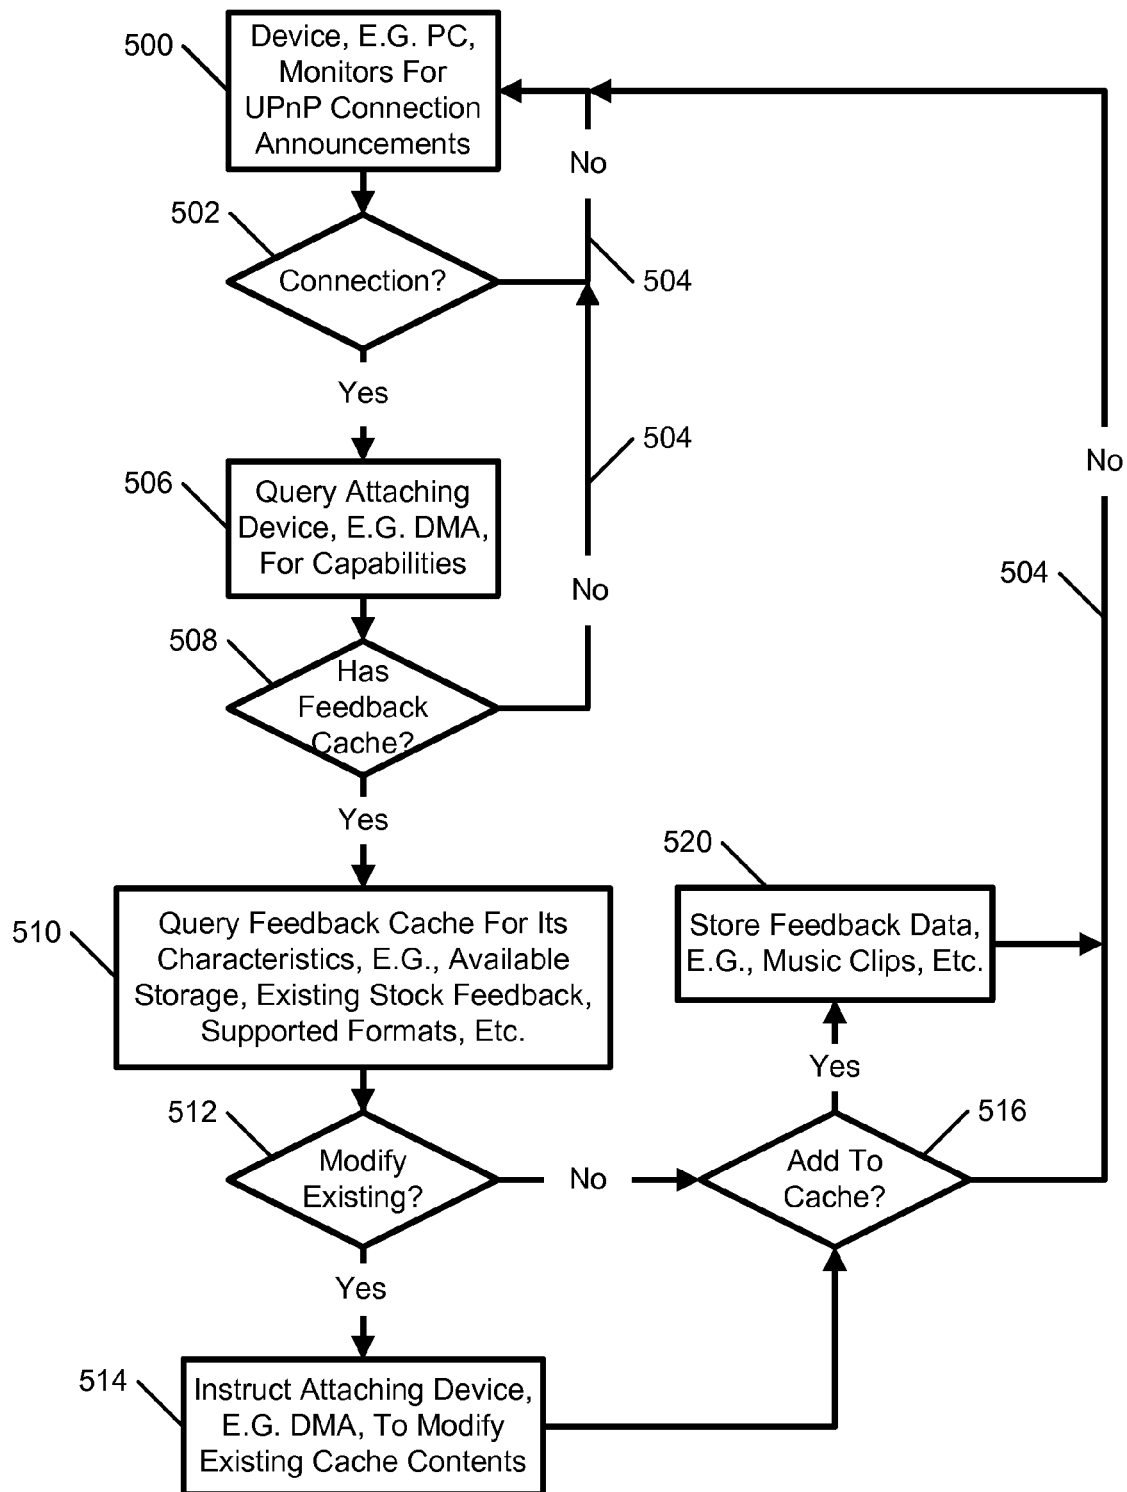 500
Device, E.G. PC,
Monitors For
UPnP Connection
Announcements
No
502
Connection?
504
Yes
504
No
506
Query Attaching
Device, E.G. DMA,
For Capabilities
No
504
508
Has
Feedback
Cache?
Yes
520
510
Query Feedback Cache For Its
Characteristics, E.G., Available
Storage, Existing Stock Feedback,
Supported Formats, Etc.
Store Feedback Data,
E.G., Music Clips, Etc.
Yes
512
Modify
Existing?
No
516
Add To
Cache?
Yes
514
Instruct Attaching Device,
E.G. DMA, To Modify
Existing Cache Contents